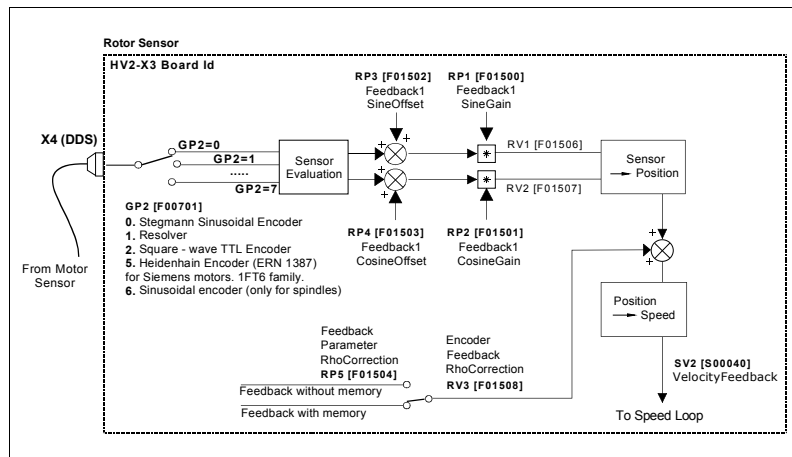 Rotor Sensor
HV2-X3 Board Id
RP3 [F01502]
Feedback1
SineOffset
RP1 [F01500]
Feedback1
SineGain
X4 (DDS)
GP2=0
GP2=1
.....
GP2=7
Sensor
Evaluation
+
+
*
RV1 [F01506]
+
+
*
RV2 [F01507]
Sensor
Position
GP2 [F00701]
0. Stegmann Sinusoidal Encoder
1. Resolver
2. Square - wave TTL Encoder
5. Heidenhain Encoder (ERN 1387)
for Siemens motors. 1FT6 family.
6. Sinusoidal encoder (only for spindles)
RP4 [F01503]
Feedback1
CosineOffset
RP2 [F01501]
Feedback1
CosineGain
+
+
From Motor
Sensor
Position
Speed
Feedback
Parameter
RhoCorrection
RP5 [F01504]
Feedback without memory
Feedback with memory
Encoder
Feedback
RhoCorrection
RV3 [F01508]
SV2 [S00040]
VelocityFeedback
To Speed Loop